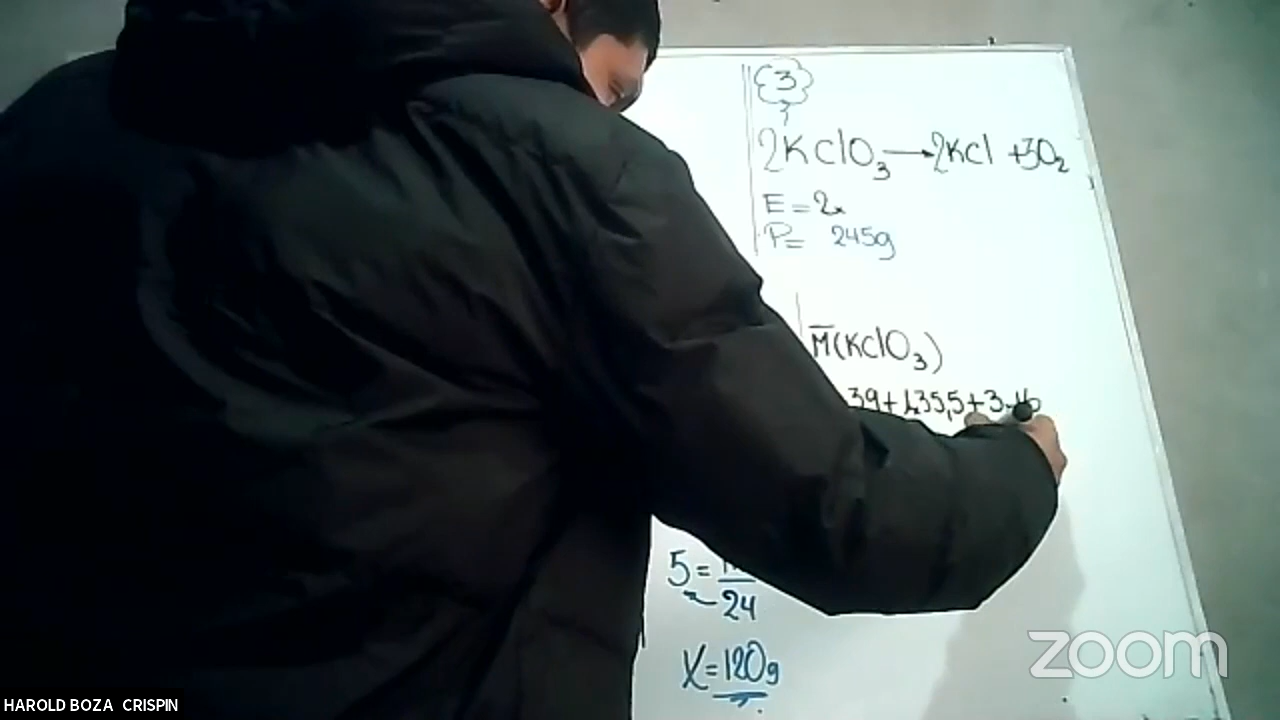 3
2KClO3 → 2KCl + 3O2
E = 2
P = 245g
M̅(KClO3)
39 + 1.35,5 + 3.16
5 =
24
X = 120g
zoom
HAROLD BOZA CRISPIN